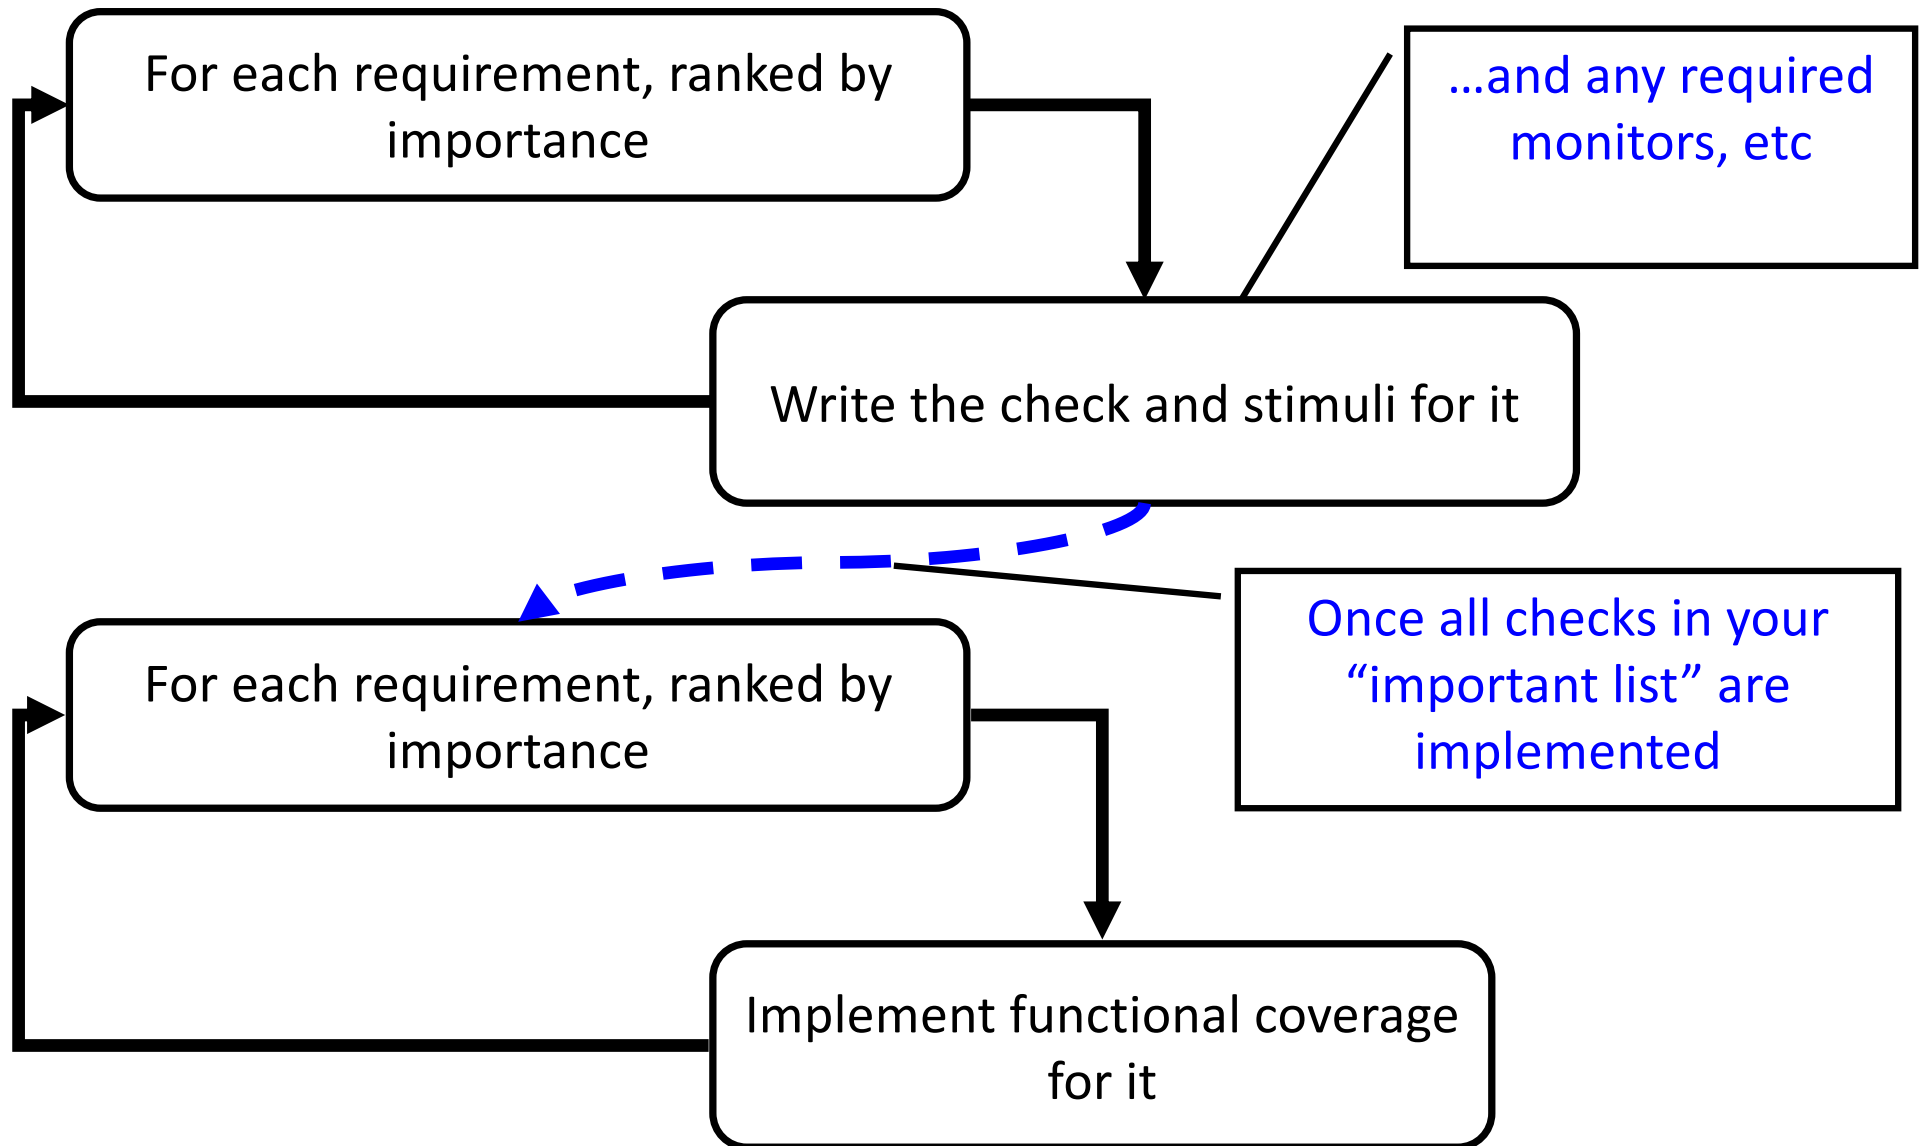 For each requirement, ranked by
importance
…and any required
monitors, etc
Write the check and stimuli for it
Once all checks in your
“important list” are
implemented
For each requirement, ranked by
importance
Implement functional coverage
for it